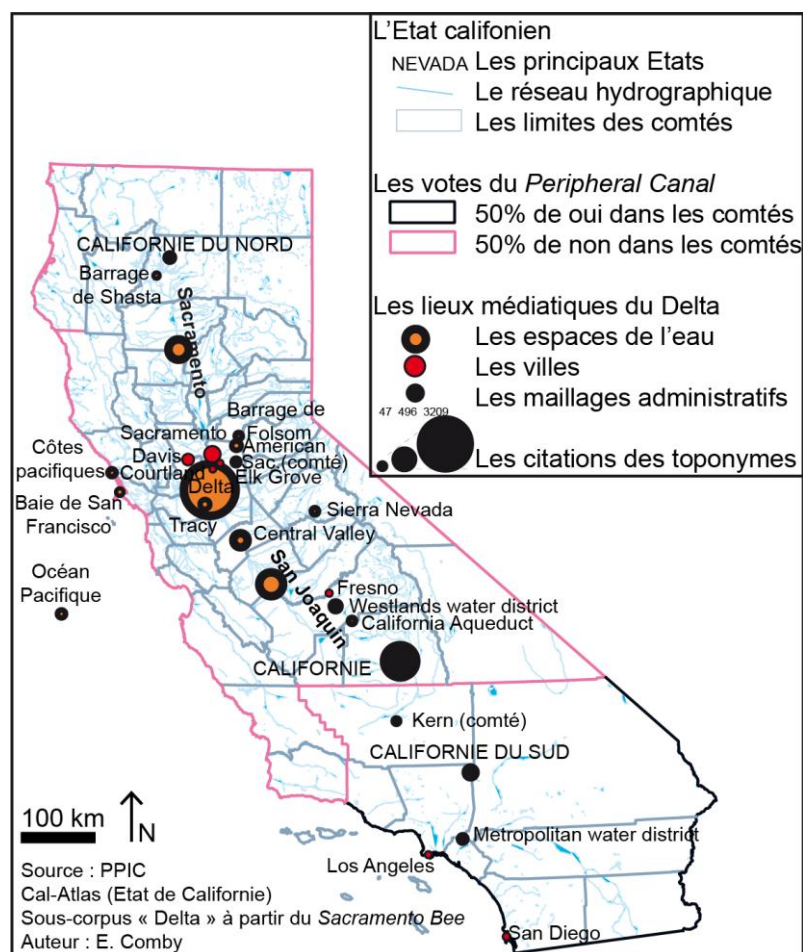 L'Etat califonien
NEVADA Les principaux Etats
Le réseau hydrographique
Les limites des comtés
Les votes du Peripheral Canal
50% de oui dans les comtés
50% de non dans les comtés
Les lieux médiatiques du Delta
Les espaces de l'eau
Les villes
Les maillages administratifs
47 496 3209
Les citations des toponymes
CALIFORNIE DU NORD
Barrage
de Shasta
Sacramento
Barrage de
Folsom
Sacramento
American
Davis
Sac.(comté)
Courtland
Elk Grove
Côtes
pacifiques
Delta
Baie de San
Francisco
Tracy
Sierra Nevada
Central Valley
Océan
Pacifique
San Joaquin
Fresno
Westlands water district
California Aqueduct
CALIFORNIE
Kern (comté)
CALIFORNIE DU SUD
Metropolitan water district
Los Angeles
San Diego
100 km
N
Source : PPIC
Cal-Atlas (Etat de Californie)
Sous-corpus « Delta » à partir du Sacramento Bee
Auteur : E. Comby